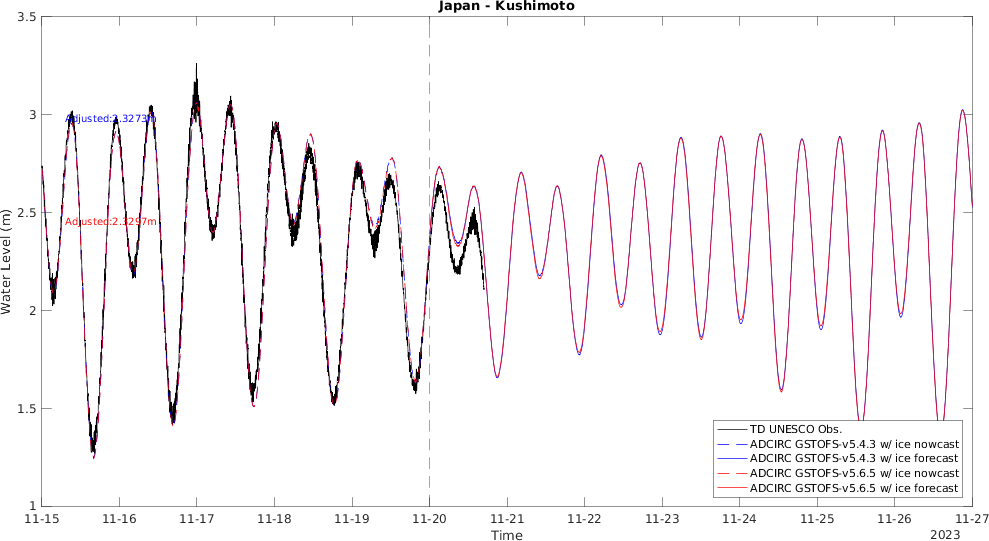 Japan - Kushimoto
Water Level (m)
3.5
3
2.5
2
1.5
1
Adjusted:2.3273m
Adjusted:2.3297m
TD UNESCO Obs.
ADCIRC GSTOFS-v5.4.3 w/ ice nowcast
ADCIRC GSTOFS-v5.4.3 w/ ice forecast
ADCIRC GSTOFS-v5.6.5 w/ ice nowcast
ADCIRC GSTOFS-v5.6.5 w/ ice forecast
11-15 11-16 11-17 11-18 11-19 11-20 11-21 11-22 11-23 11-24 11-25 11-26 11-27
Time
2023